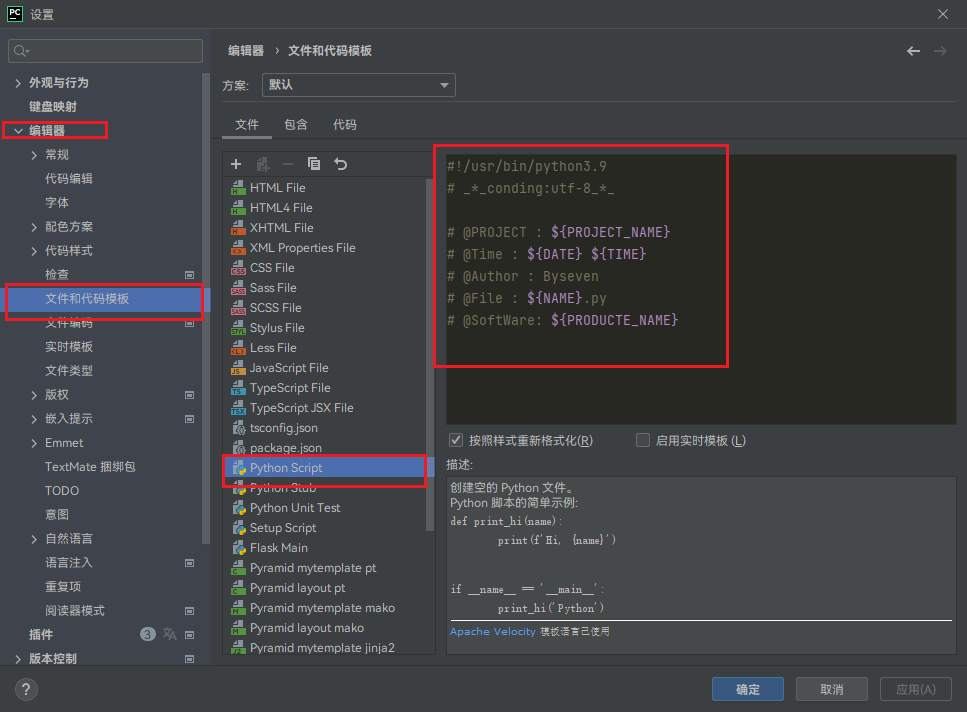 PC 设置
外观与行为
键盘映射
编辑器
常规
代码编辑
字体
配色方案
代码样式
检查
文件和代码模板
文件编码
实时模板
文件类型
版权
嵌入提示
Emmet
TextMate 捆绑包
TODO
意图
自然语言
语言注入
重复项
阅读器模式
插件 3
版本控制
编辑器 › 文件和代码模板
方案: 默认
文件 包含 代码
HTML File
HTML4 File
XHTML File
XML Properties File
CSS File
Sass File
SCSS File
Stylus File
Less File
JavaScript File
TypeScript File
TypeScript JSX File
tsconfig.json
package.json
Python Script
Python Stub
Python Unit Test
Setup Script
Flask Main
Pyramid mytemplate pt
Pyramid layout pt
Pyramid mytemplate mako
Pyramid layout mako
Pyramid mytemplate jinja2
#!/usr/bin/python3.9
# _*_conding:utf-8_*_
# @PROJECT : ${PROJECT_NAME}
# @Time : ${DATE} ${TIME}
# @Author : Byseven
# @File : ${NAME}.py
# @SoftWare: ${PRODUCTE_NAME}
按照样式重新格式化(R) 启用实时模板 (L)
描述:
创建空的 Python 文件。
Python 脚本的简单示例:
def print_hi(name):
print(f'Hi, {name}')
if __name__ == '__main__':
print_hi('Python')
Apache Velocity 模板语言已使用
? 确定 取消 应用(A)